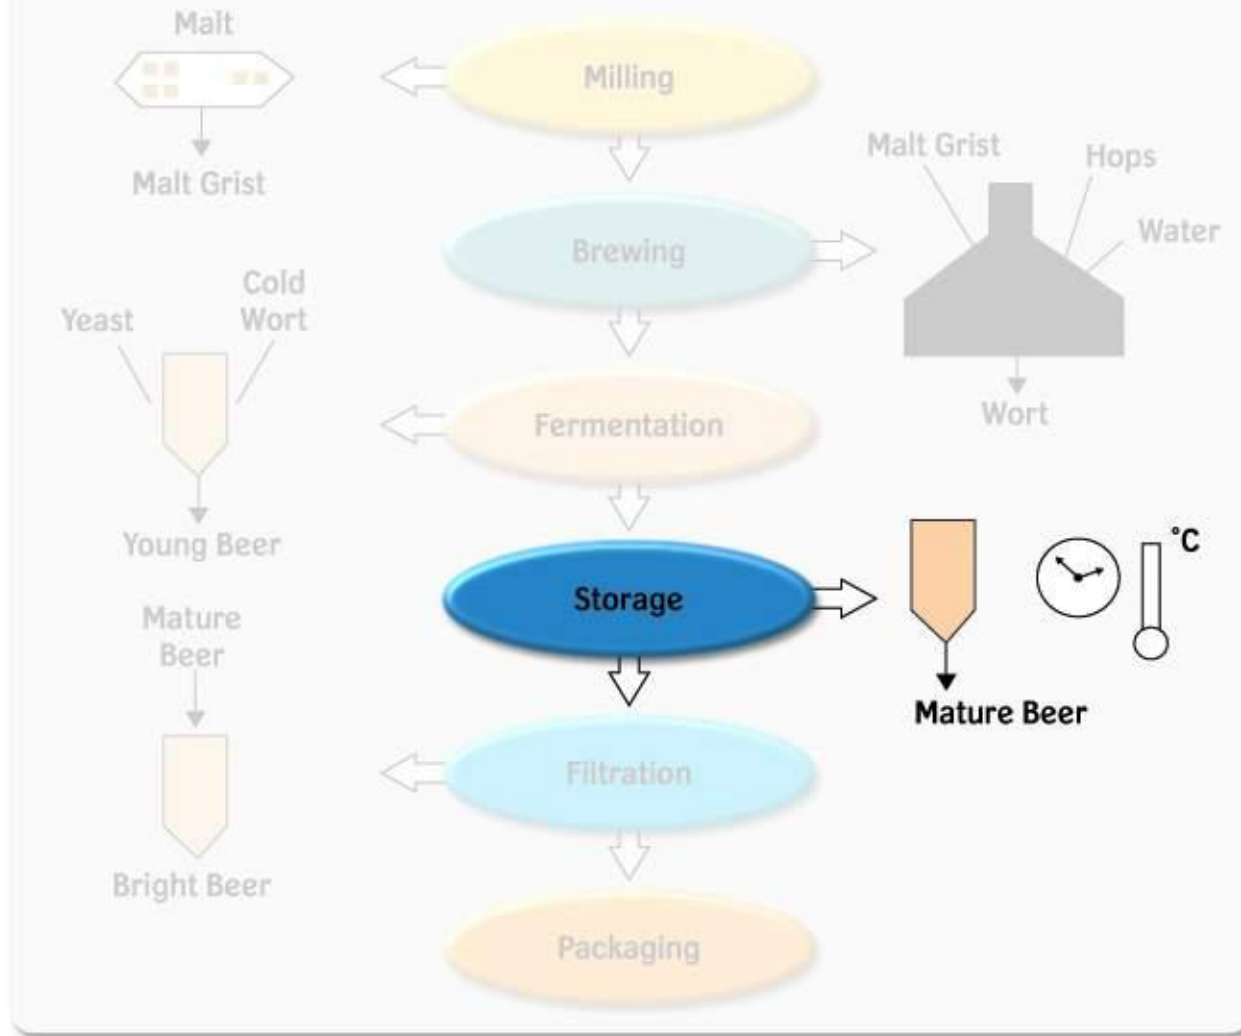 Malt
Milling
Malt Grist
Malt Grist
Hops
Water
Brewing
Wort
Yeast
Cold
Wort
Fermentation
Young Beer
Storage
°C
Mature Beer
Mature
Beer
Filtration
Bright Beer
Packaging